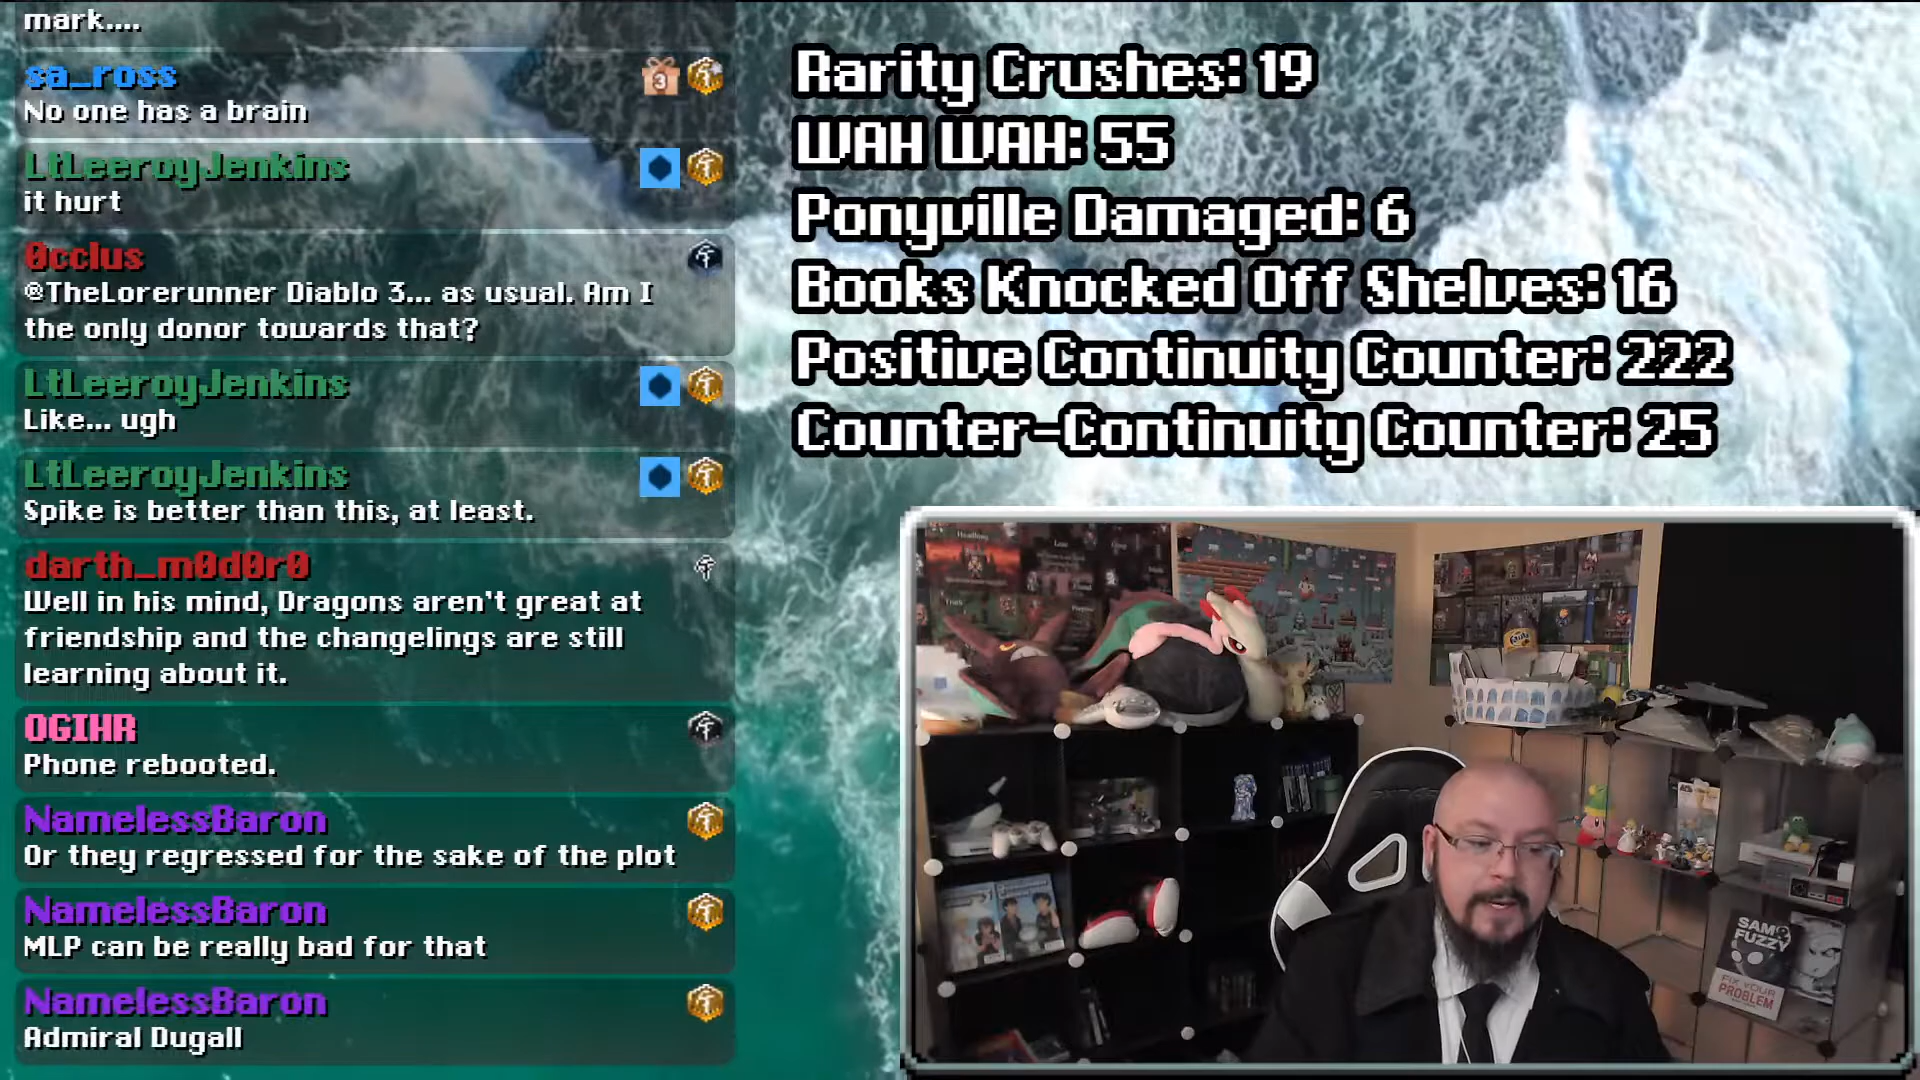 mark....
sa_ross
3
No one has a brain
LtLeeroyJenkins
it hurt
0cclus
@TheLorerunner Diablo 3... as usual. Am I
the only donor towards that?
LtLeeroyJenkins
Like... ugh
LtLeeroyJenkins
Spike is better than this, at least.
darth_m0d0r0
Well in his mind, Dragons aren't great at
friendship and the changelings are still
learning about it.
OGIHR
Phone rebooted.
NamelessBaron
Or they regressed for the sake of the plot
NamelessBaron
MLP can be really bad for that
NamelessBaron
Admiral Dugall
Rarity Crushes: 19
WAH WAH: 55
Ponyville Damaged: 6
Books Knocked Off Shelves: 16
Positive Continuity Counter: 222
Counter-Continuity Counter: 25
Fanta
SAM &
FUZZY
FIX YOUR
PROBLEM